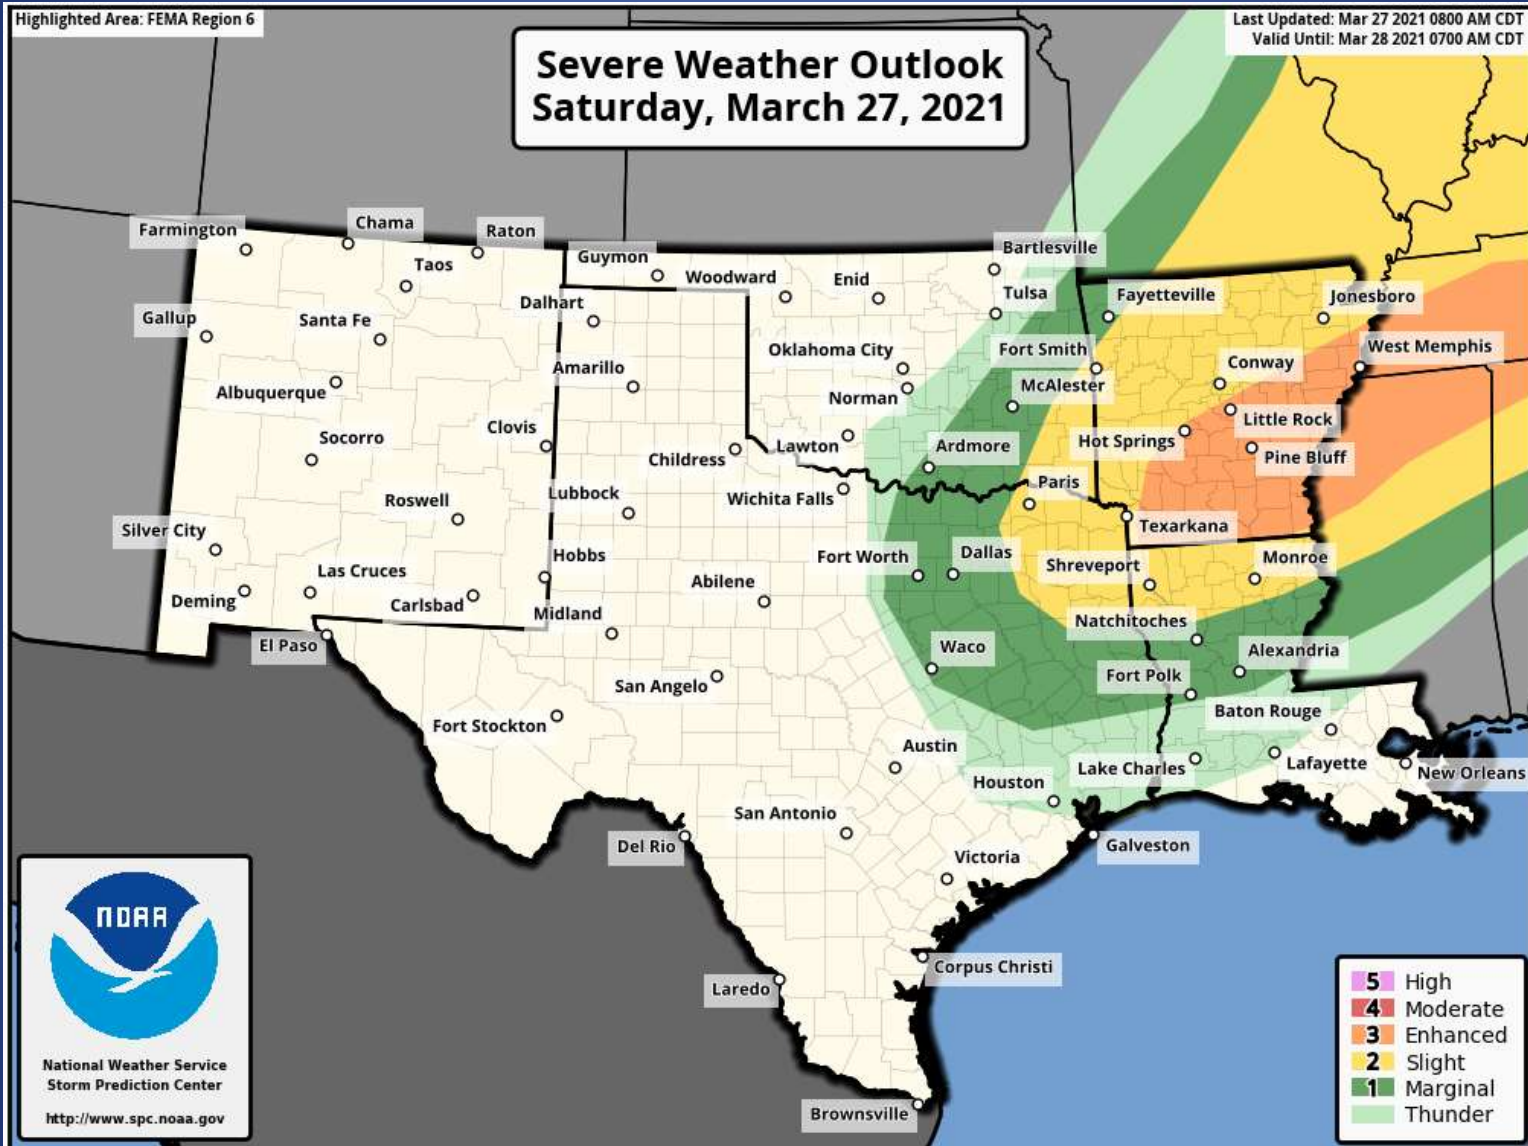 Highlighted Area: FEMA Region 6
Last Updated: Mar 27 2021 0800 AM CDT
Valid Until: Mar 28 2021 0700 AM CDT
Severe Weather Outlook
Saturday, March 27, 2021
Farmington
Chama
Raton
Taos
Guymon
Woodward
Enid
Bartlesville
Tulsa
Fayetteville
Jonesboro
Gallup
Santa Fe
Dalhart
Oklahoma City
Fort Smith
Conway
West Memphis
Albuquerque
Amarillo
Norman
McAlester
Little Rock
Socorro
Clovis
Childress
Lawton
Ardmore
Hot Springs
Pine Bluff
Roswell
Lubbock
Wichita Falls
Paris
Texarkana
Silver City
Las Cruces
Hobbs
Abilene
Fort Worth
Dallas
Shreveport
Monroe
Deming
Carlsbad
Midland
Natchitoches
El Paso
San Angelo
Waco
Fort Polk
Alexandria
Fort Stockton
Austin
Baton Rouge
Houston
Lake Charles
Lafayette
New Orleans
San Antonio
Del Rio
Victoria
Galveston
Laredo
Corpus Christi
Brownsville
NOAA
National Weather Service
Storm Prediction Center
http://www.spc.noaa.gov
5 High
4 Moderate
3 Enhanced
2 Slight
1 Marginal
Thunder